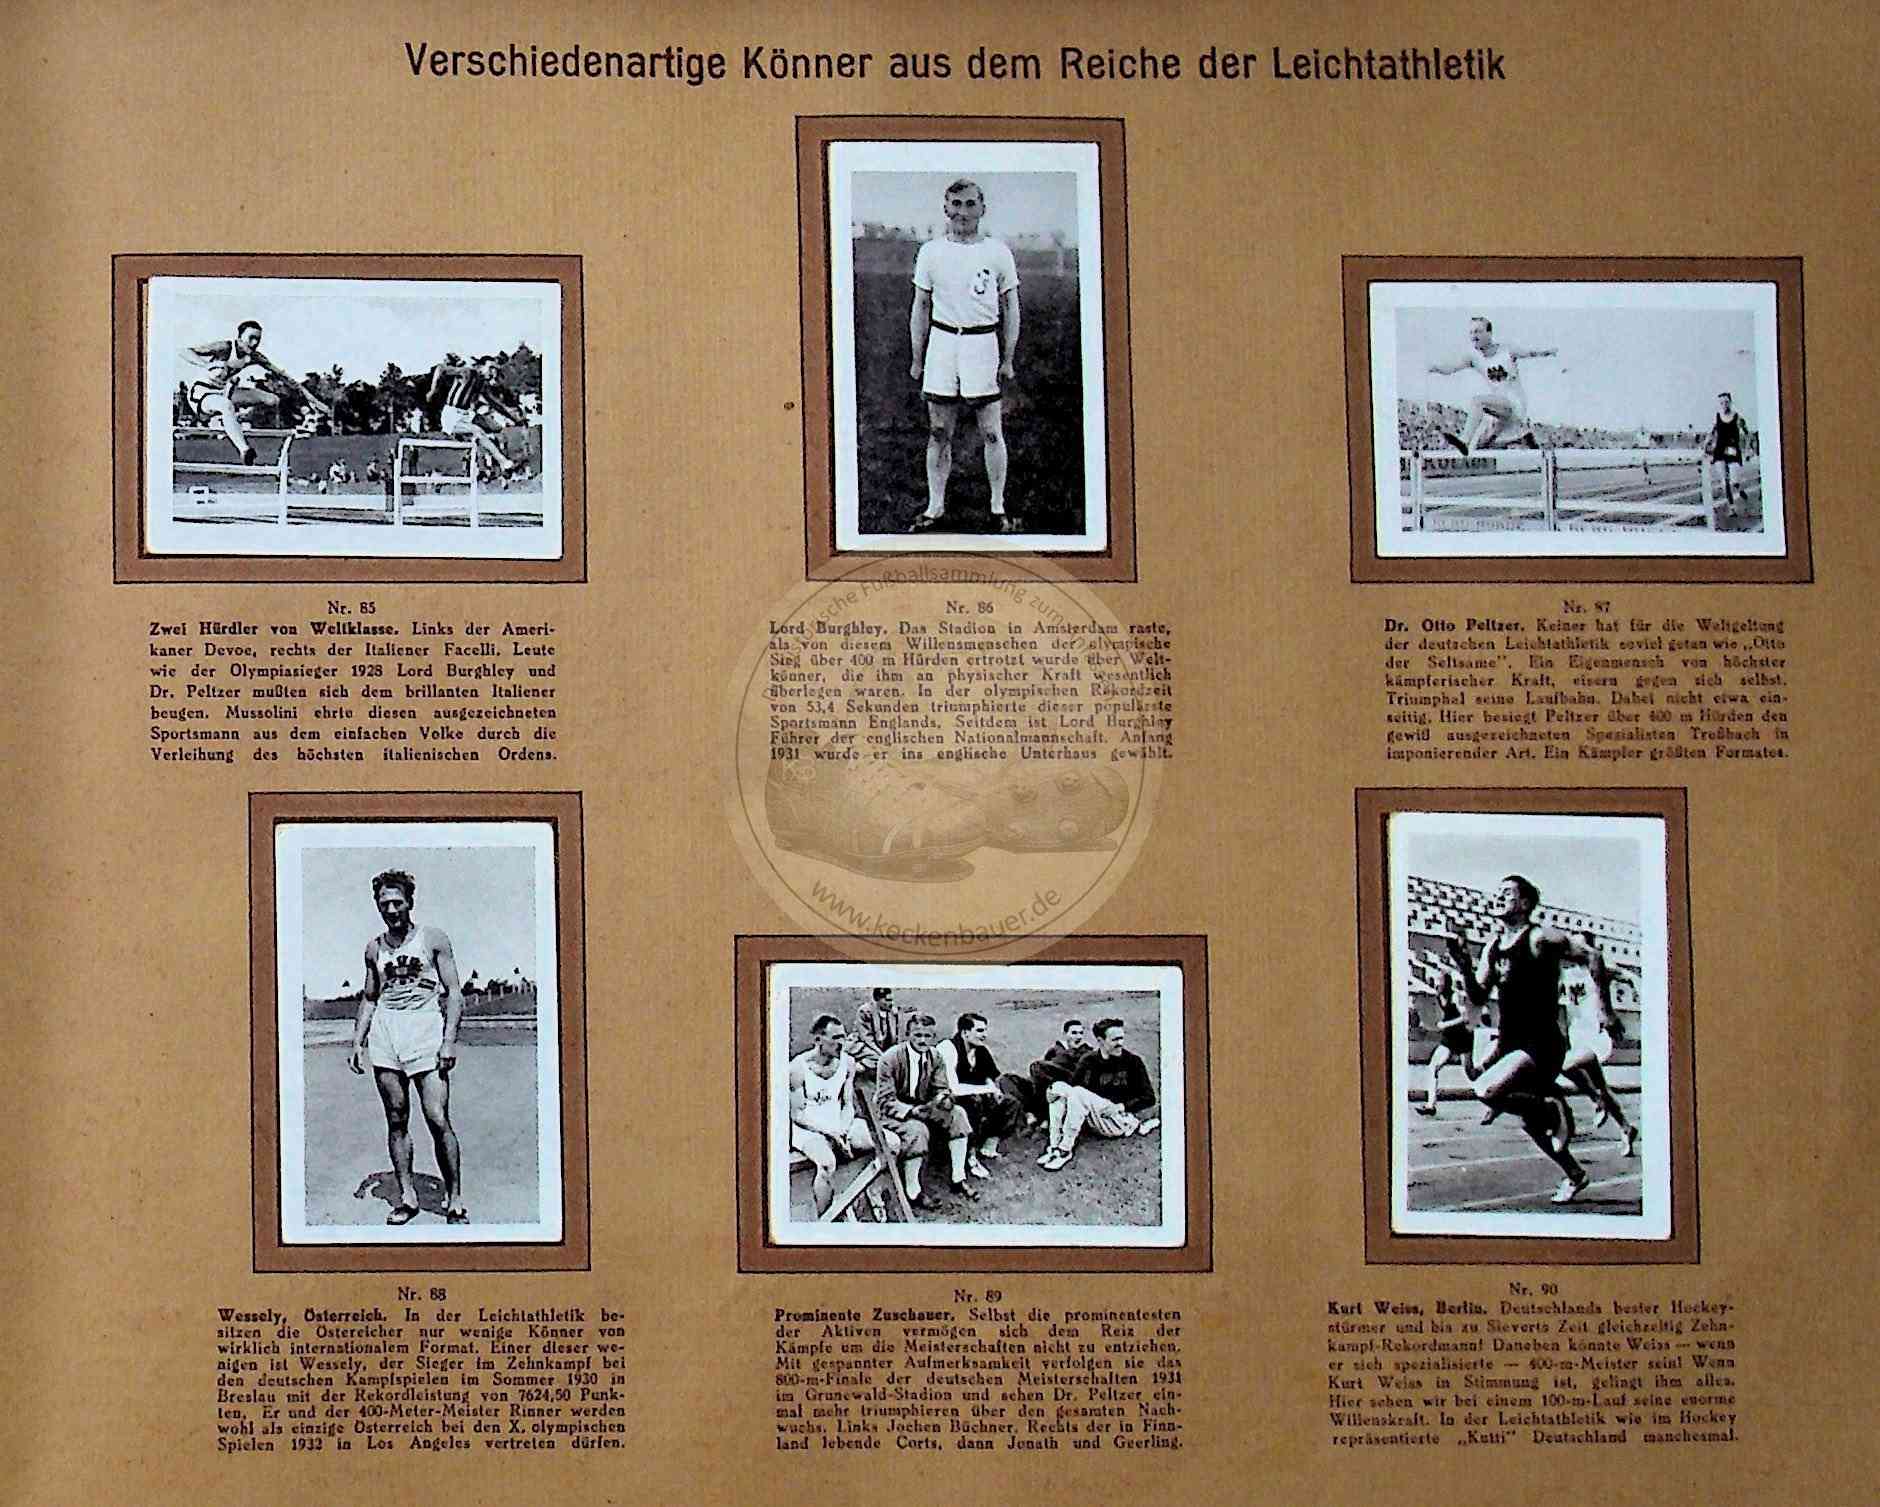 Verschiedenartige Könner aus dem Reiche der Leichtathletik
Nr. 85
Zwei Hürdler von Weltklasse. Links der Ameri-
kaner Devoe, rechts der Italiener Facelli. Leute
wie der Olympiasieger 1928 Lord Burghley und
Dr. Peltzer mußten sich dem brillanten Italiener
beugen. Mussolini ehrte diesen ausgezeichneten
Sportsmann aus dem einfachen Volke durch die
Verleihung des höchsten italienischen Ordens.
Nr. 86
Lord Burghley. Das Stadion in Amsterdam raste,
als von diesem Willensmenschen der olympische
Sieg über 400 m Hürden ertrotzt wurde über Welt-
könner, die ihm an physischer Kraft wesentlich
überlegen waren. In der olympischen Rekordzeit
von 53,4 Sekunden triumphierte dieser populärste
Sportsmann Englands. Seitdem ist Lord Burghley
Führer der englischen Nationalmannschaft. Anfang
1931 wurde er ins englische Unterhaus gewählt.
Nr. 87
Dr. Otto Peltzer. Keiner hat für die Weltgeltung
der deutschen Leichtathletik soviel getan wie „Otto
der Seltsame". Ein Eigenmensch von höchster
kämpferischer Kraft, eisern gegen sich selbst.
Triumphal seine Laufbahn. Dabei nicht etwa ein-
seitig. Hier besiegt Peltzer über 400 m Hürden den
gewiß ausgezeichneten Spezialisten Troßbach in
imponierender Art. Ein Kämpfer größten Formates.
Fußballsammlung zum
www.keckenbauer.de
Nr. 88
Wessely, Österreich. In der Leichtathletik be-
sitzen die Östereicher nur wenige Könner von
wirklich internationalem Format. Einer dieser we-
nigen ist Wessely, der Sieger im Zehnkampf bei
den deutschen Kampfspielen im Sommer 1930 in
Breslau mit der Rekordleistung von 7624,50 Punk-
ten. Er und der 400-Meter-Meister Rinner werden
wohl als einzige Österreich bei den X. olympischen
Spielen 1932 in Los Angeles vertreten dürfen.
Nr. 89
Prominente Zuschauer. Selbst die prominentesten
der Aktiven vermögen sich dem Reiz der
Kämpfe um die Meisterschaften nicht zu entziehen.
Mit gespannter Aufmerksamkeit verfolgen sie das
800-m-Finale der deutschen Meisterschaften 1931
im Grunewald-Stadion und sehen Dr. Peltzer ein-
mal mehr triumphieren über den gesamten Nach-
wuchs. Links Jochen Büchner. Rechts der in Finn-
land lebende Corts, dann Jonath und Geerling.
Nr. 90
Kurt Weiss, Berlin. Deutschlands bester Hockey-
stürmer und bis zu Sieverts Zeit gleichzeitig Zehn-
kampf-Rekordmann! Daneben könnte Weiss — wenn
er sich spezialisierte — 400-m-Meister sein! Wenn
Kurt Weiss in Stimmung ist, gelingt ihm alles.
Hier sehen wir bei einem 100-m-Lauf seine enorme
Willenskraft. In der Leichtathletik wie im Hockey
repräsentierte „Kutti" Deutschland manchesmal.